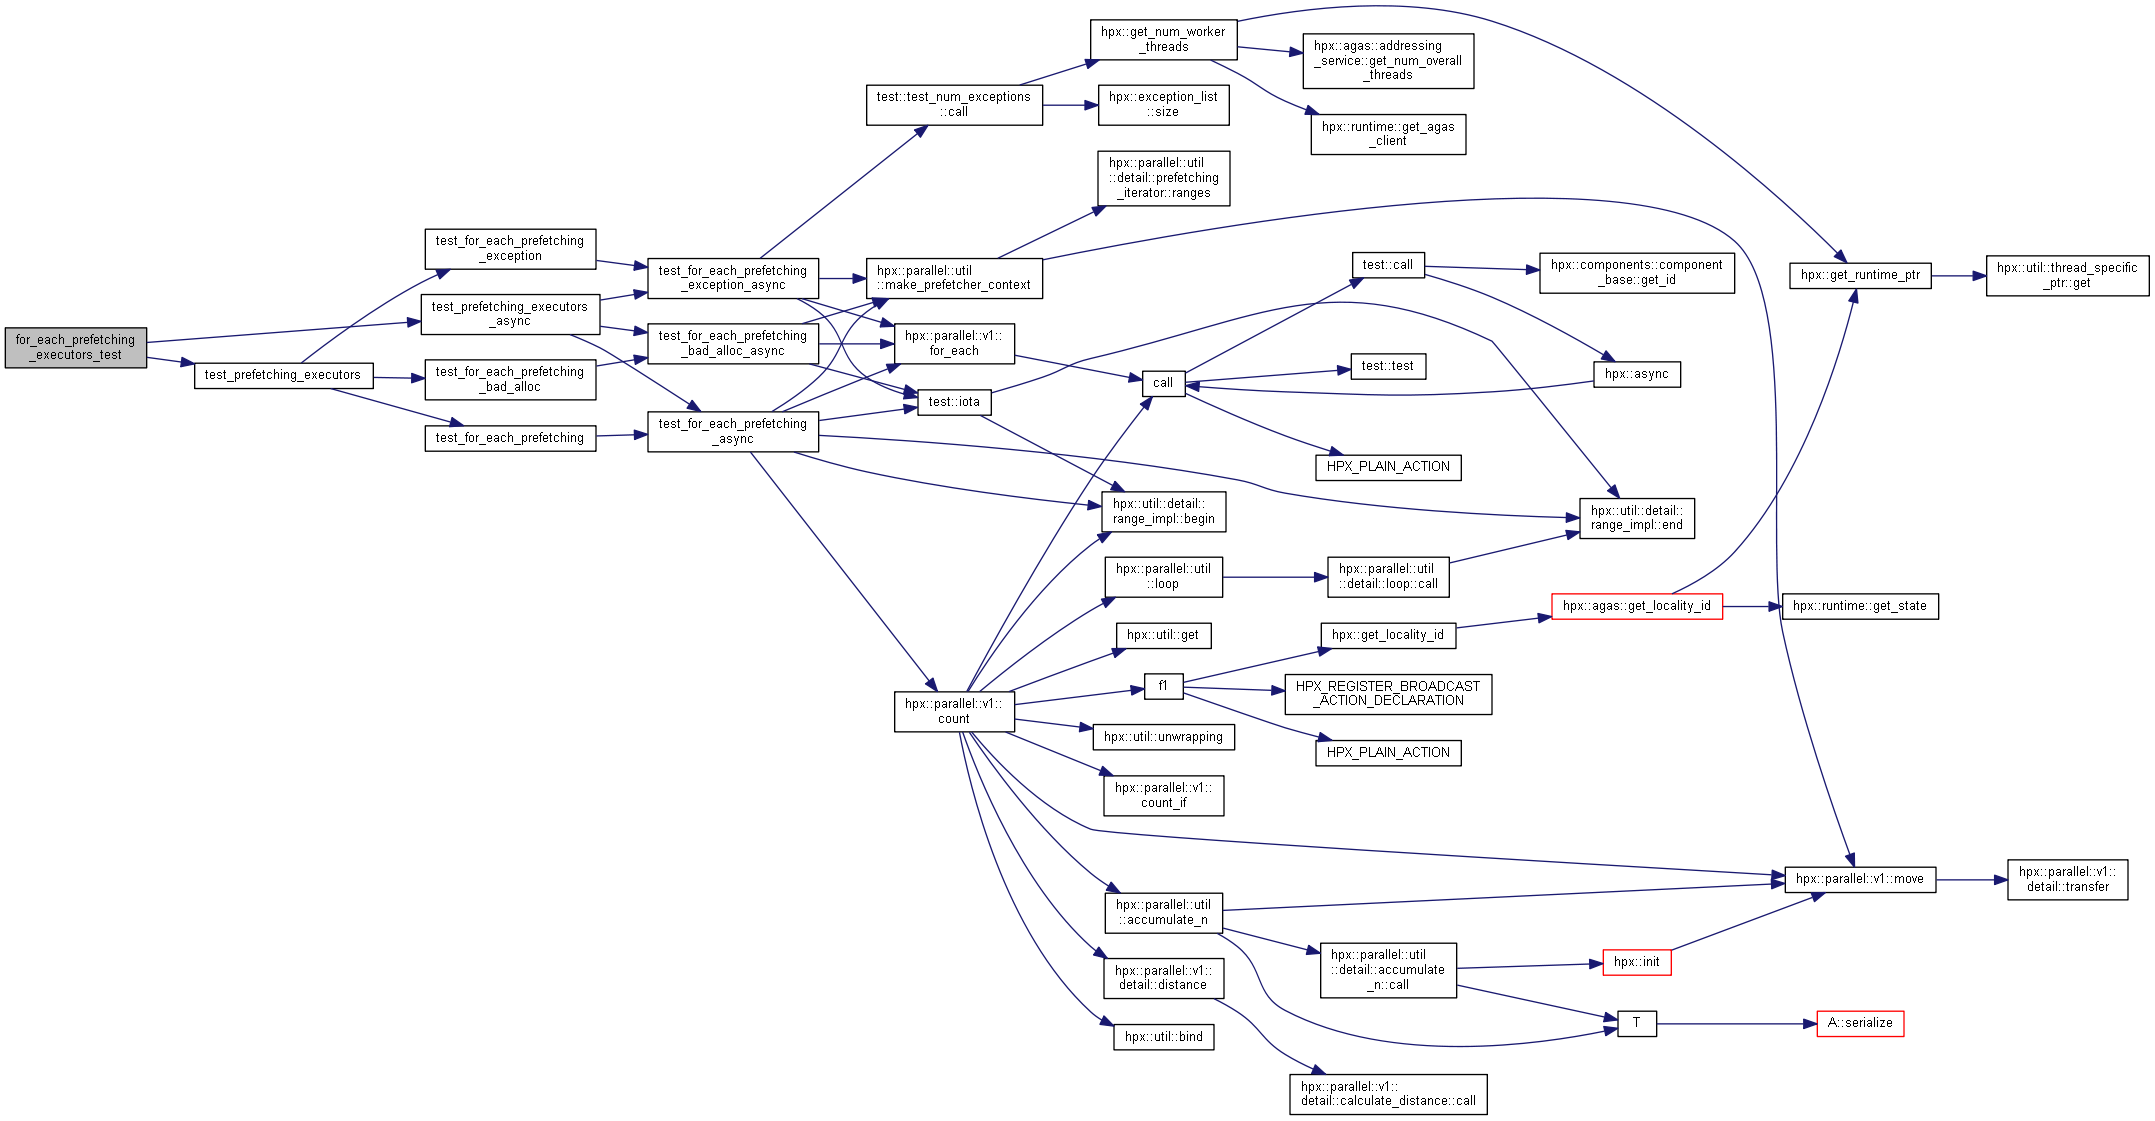 for_each_prefetching
_executors_test
test_prefetching_executors
test_for_each_prefetching
_exception
test_prefetching_executors
_async
test_for_each_prefetching
_bad_alloc
test_for_each_prefetching
test_for_each_prefetching
_exception_async
test_for_each_prefetching
_bad_alloc_async
test_for_each_prefetching
_async
test::test_num_exceptions
::call
hpx::parallel::util
::make_prefetcher_context
hpx::parallel::v1::
for_each
test::iota
hpx::parallel::v1::
count
hpx::get_num_worker
_threads
hpx::exception_list
::size
hpx::parallel::util
::detail::prefetching
_iterator::ranges
call
hpx::util::detail::
range_impl::begin
hpx::parallel::util
::loop
hpx::util::get
f1
hpx::util::unwrapping
hpx::parallel::v1::
count_if
hpx::parallel::util
::accumulate_n
hpx::parallel::v1::
detail::distance
hpx::util::bind
hpx::agas::addressing
_service::get_num_overall
_threads
hpx::runtime::get_agas
_client
test::call
test::test
HPX_PLAIN_ACTION
hpx::parallel::util
::detail::loop::call
hpx::get_locality_id
HPX_REGISTER_BROADCAST
_ACTION_DECLARATION
HPX_PLAIN_ACTION
hpx::parallel::util
::detail::accumulate
_n::call
hpx::parallel::v1::
detail::calculate_distance::call
hpx::components::component
_base::get_id
hpx::async
hpx::util::detail::
range_impl::end
hpx::agas::get_locality_id
hpx::init
T
hpx::get_runtime_ptr
hpx::runtime::get_state
hpx::parallel::v1::move
A::serialize
hpx::util::thread_specific
_ptr::get
hpx::parallel::v1::
detail::transfer